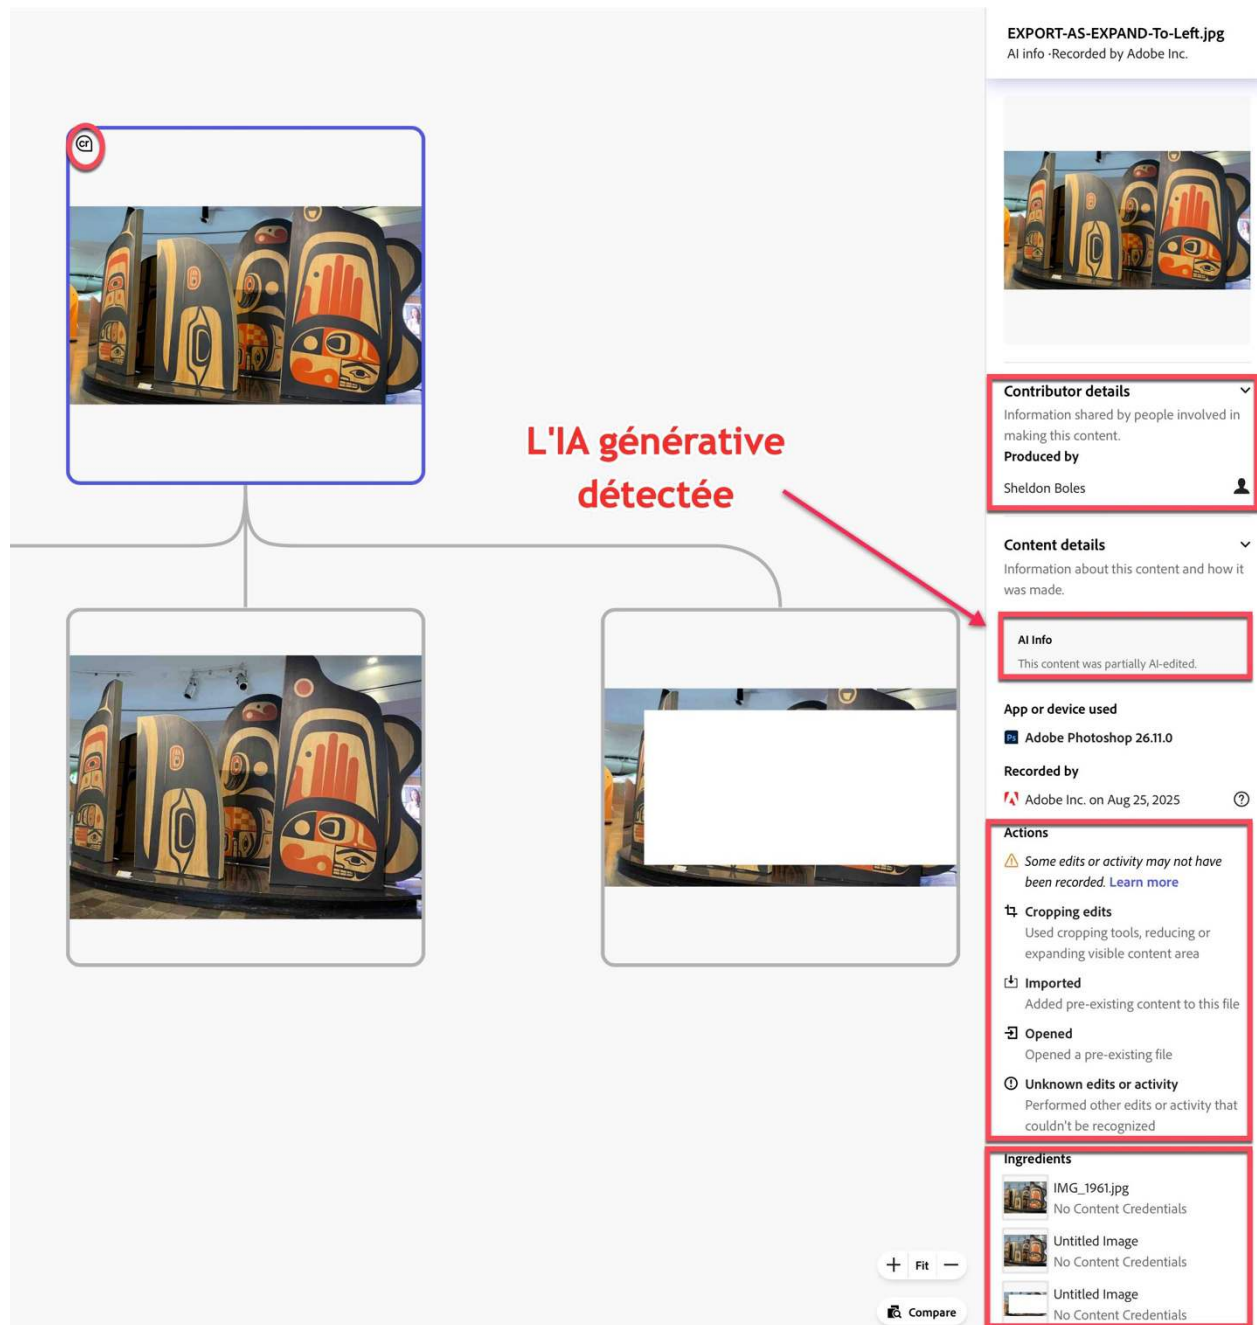 EXPORT-AS-EXPAND-To-Left.jpg
AI info ·Recorded by Adobe Inc.
cr
L'IA générative
détectée
Contributor details
Information shared by people involved in
making this content.
Produced by
Sheldon Boles
Content details
Information about this content and how it
was made.
AI Info
This content was partially AI-edited.
App or device used
Ps Adobe Photoshop 26.11.0
Recorded by
Adobe Inc. on Aug 25, 2025
Actions
Some edits or activity may not have
been recorded. Learn more
Cropping edits
Used cropping tools, reducing or
expanding visible content area
Imported
Added pre-existing content to this file
Opened
Opened a pre-existing file
Unknown edits or activity
Performed other edits or activity that
couldn't be recognized
Ingredients
IMG_1961.jpg
No Content Credentials
Untitled Image
No Content Credentials
Untitled Image
No Content Credentials
+ Fit −
Compare